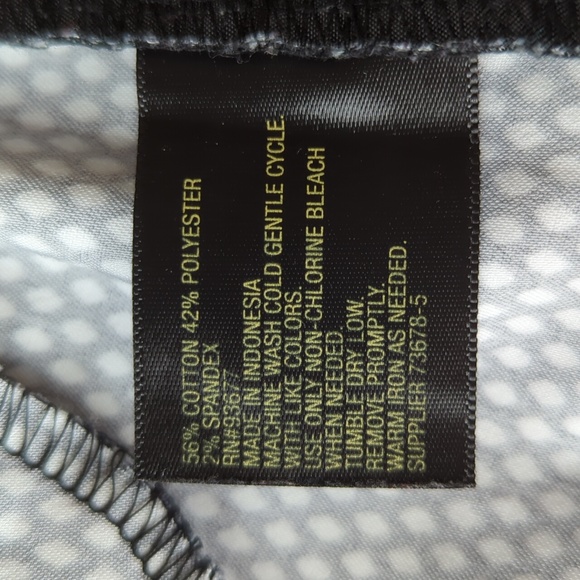 56% COTTON 42% POLYESTER
2% SPANDEX
RN#93677
MADE IN INDONESIA
MACHINE WASH COLD GENTLE CYCLE.
WITH LIKE COLORS.
USE ONLY NON-CHLORINE BLEACH
WHEN NEEDED.
TUMBLE DRY LOW.
REMOVE PROMPTLY.
WARM IRON AS NEEDED.
SUPPLIER 73678-5